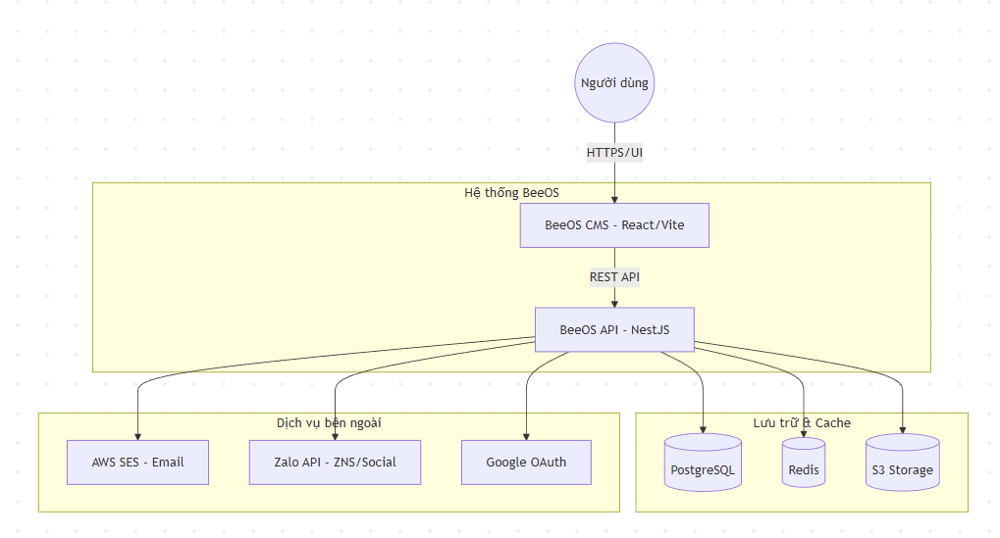 Người dùng
HTTPS/UI
Hệ thống BeeOS
BeeOS CMS - React/Vite
REST API
BeeOS API - NestJS
Dịch vụ bên ngoài
AWS SES - Email
Zalo API - ZNS/Social
Google OAuth
Lưu trữ & Cache
PostgreSQL
Redis
S3 Storage